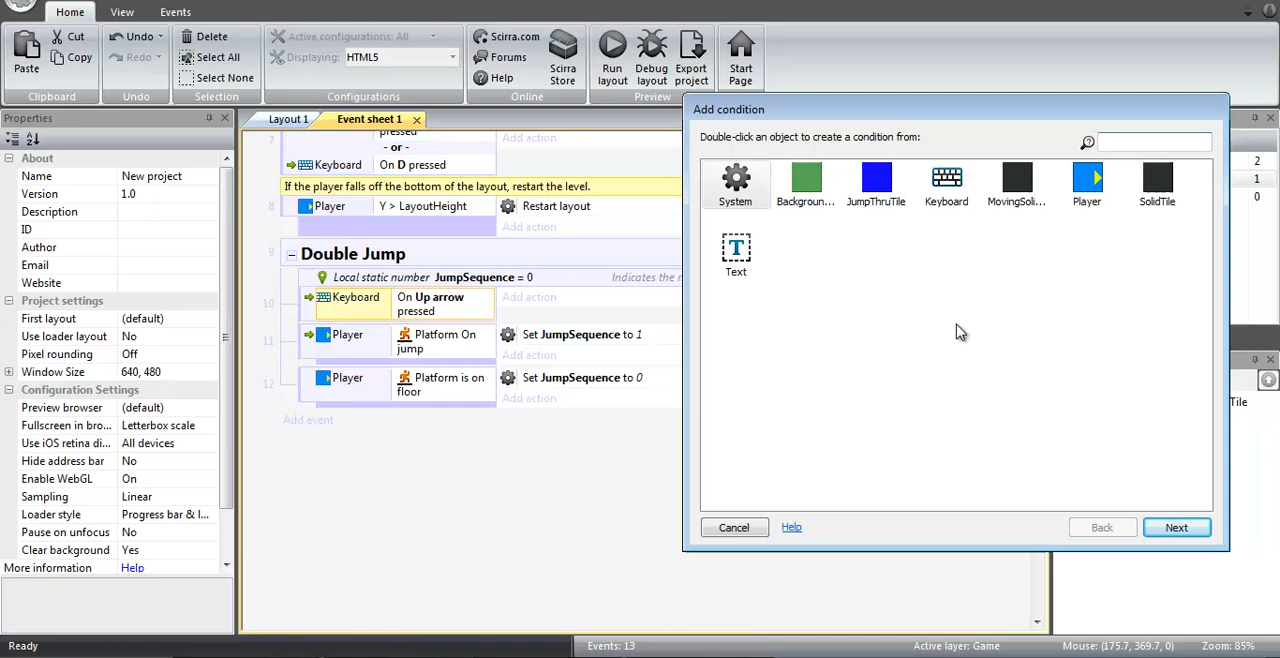 Home View Events
Paste
Cut
Copy
Clipboard
Undo
Redo
Undo
Delete
Select All
Select None
Selection
Active configurations: All
Displaying: HTML5
Configurations
Scirra.com
Forums
Help
Scirra Store
Online
Run layout
Debug layout
Export project
Preview
Start Page
Properties
About
Name New project
Version 1.0
Description
ID
Author
Email
Website
Project settings
First layout (default)
Use loader layout No
Pixel rounding Off
Window Size 640, 480
Configuration Settings
Preview browser (default)
Fullscreen in bro... Letterbox scale
Use iOS retina di... All devices
Hide address bar No
Enable WebGL On
Sampling Linear
Loader style Progress bar & l...
Pause on unfocus No
Clear background Yes
More information Help
Layout 1 Event sheet 1
7 pressed Add action
- or -
Keyboard On D pressed
If the player falls off the bottom of the layout, restart the level.
8 Player Y > LayoutHeight Restart layout
Add action
9 Double Jump
Local static number JumpSequence = 0 Indicates the
10 Keyboard On Up arrow pressed Add action
11 Player Platform On jump Set JumpSequence to 1
Add action
12 Player Platform is on floor Set JumpSequence to 0
Add action
Add event
Add condition
Double-click an object to create a condition from:
System Backgroun... JumpThruTile Keyboard MovingSoli... Player SolidTile
T
Text
Cancel Help Back Next
2
1
0
Tile
Ready Events: 13 Active layer: Game Mouse: (175.7, 369.7, 0) Zoom: 85%